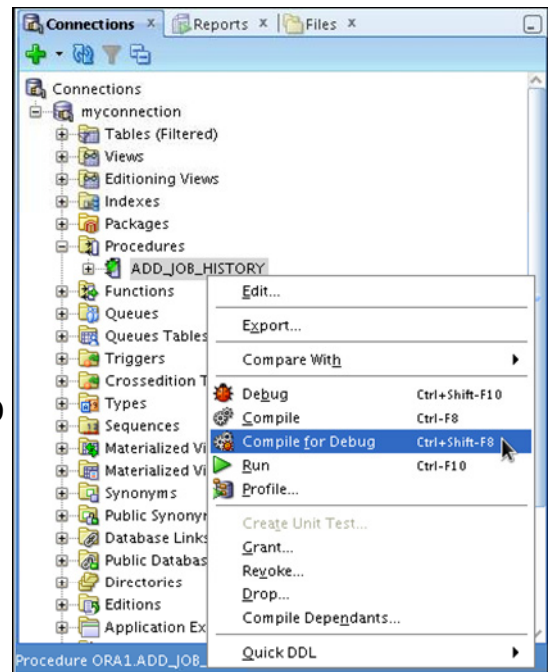 Connections x Reports x Files x
Connections
myconnection
Tables (Filtered)
Views
Editioning Views
Indexes
Packages
Procedures
ADD_JOB_HISTORY
Functions
Queues
Queues Tables
Triggers
Crossedition T
Types
Sequences
Materialized Vi
Materialized Vi
Synonyms
Public Synonyr
Database Links
Public Databas
Directories
Editions
Application Ex
Edit...
Export...
Compare With
Debug Ctrl+Shift-F10
Compile Ctrl-F8
Compile for Debug Ctrl+Shift-F8
Run Ctrl-F10
Profile...
Create Unit Test...
Grant...
Revoke...
Drop...
Compile Dependants...
Quick DDL
Procedure ORA1.ADD_JOB_